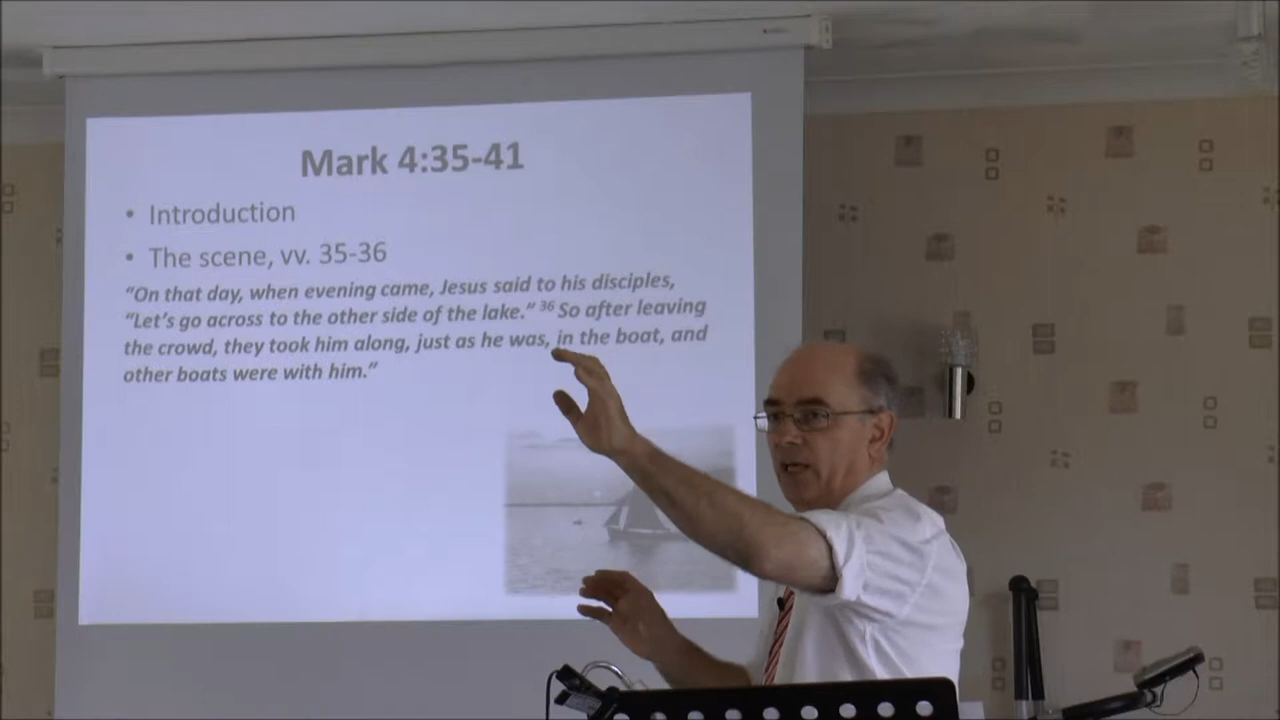 Mark 4:35-41
• Introduction
• The scene, vv. 35-36
“On that day, when evening came, Jesus said to his disciples,
“Let’s go across to the other side of the lake.” 36 So after leaving
the crowd, they took him along, just as he was, in the boat, and
other boats were with him.”